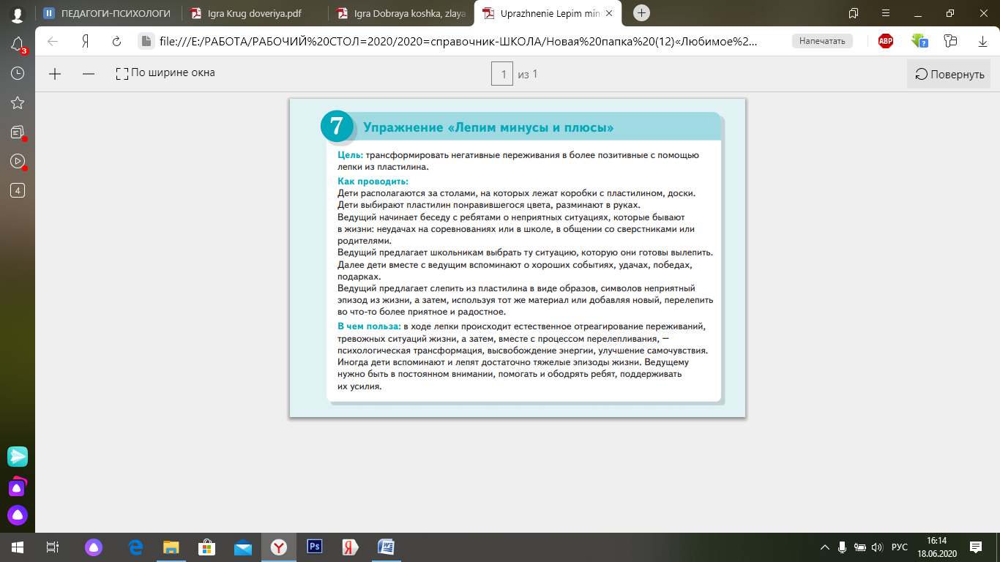 ПЕДАГОГИ-ПСИХОЛОГИ
Igra Krug doveriya.pdf
Igra Dobraya koshka, zlaya
Uprazhnenie Lepim min
3
Я
file:///E:/РАБОТА/РАБОЧИЙ%20СТОЛ=2020/2020=справочник-ШКОЛА/Новая%20папка%20(12)«Любимое%2...
Напечатать
ABP
?
По ширине окна
1 из 1
Повернуть
4
7 Упражнение «Лепим минусы и плюсы»
Цель: трансформировать негативные переживания в более позитивные с помощью
лепки из пластилина.
Как проводить:
Дети располагаются за столами, на которых лежат коробки с пластилином, доски.
Дети выбирают пластилин понравившегося цвета, разминают в руках.
Ведущий начинает беседу с ребятами о неприятных ситуациях, которые бывают
в жизни: неудачах на соревнованиях или в школе, в общении со сверстниками или
родителями.
Ведущий предлагает школьникам выбрать ту ситуацию, которую они готовы вылепить.
Далее дети вместе с ведущим вспоминают о хороших событиях, удачах, победах,
подарках.
Ведущий предлагает слепить из пластилина в виде образов, символов неприятный
эпизод из жизни, а затем, используя тот же материал или добавляя новый, перелепить
во что-то более приятное и радостное.
В чем польза: в ходе лепки происходит естественное отреагирование переживаний,
тревожных ситуаций жизни, а затем, вместе с процессом перелепливания, —
психологическая трансформация, высвобождение энергии, улучшение самочувствия.
Иногда дети вспоминают и лепят достаточно тяжелые эпизоды жизни. Ведущему
нужно быть в постоянном внимании, помогать и ободрять ребят, поддерживать
их усилия.
Ps
Я
W
РУС
16:14
18.06.2020